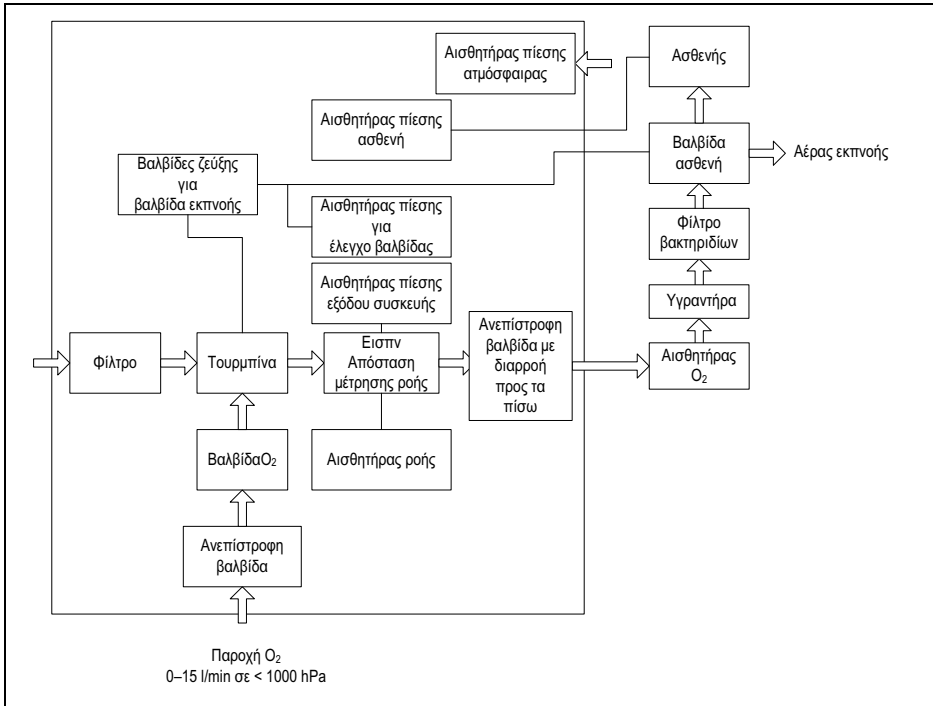 Αισθητήρας πίεσης
ατμόσφαιρας
Ασθενής
Αισθητήρας πίεσης
ασθενή
Βαλβίδα
ασθενή
Αέρας εκπνοής
Βαλβίδες ζεύξης
για
βαλβίδα εκπνοής
Αισθητήρας πίεσης
για
έλεγχο βαλβίδας
Φίλτρο
βακτηριδίων
Αισθητήρας πίεσης
εξόδου συσκευής
Υγραντήρα
Φίλτρο
Τουρμπίνα
Εισπν
Απόσταση
μέτρησης ροής
Ανεπίστροφη
βαλβίδα με
διαρροή
προς τα
πίσω
Αισθητήρας
O₂
ΒαλβίδαO₂
Αισθητήρας ροής
Ανεπίστροφη
βαλβίδα
Παροχή O₂
0–15 l/min σε < 1000 hPa